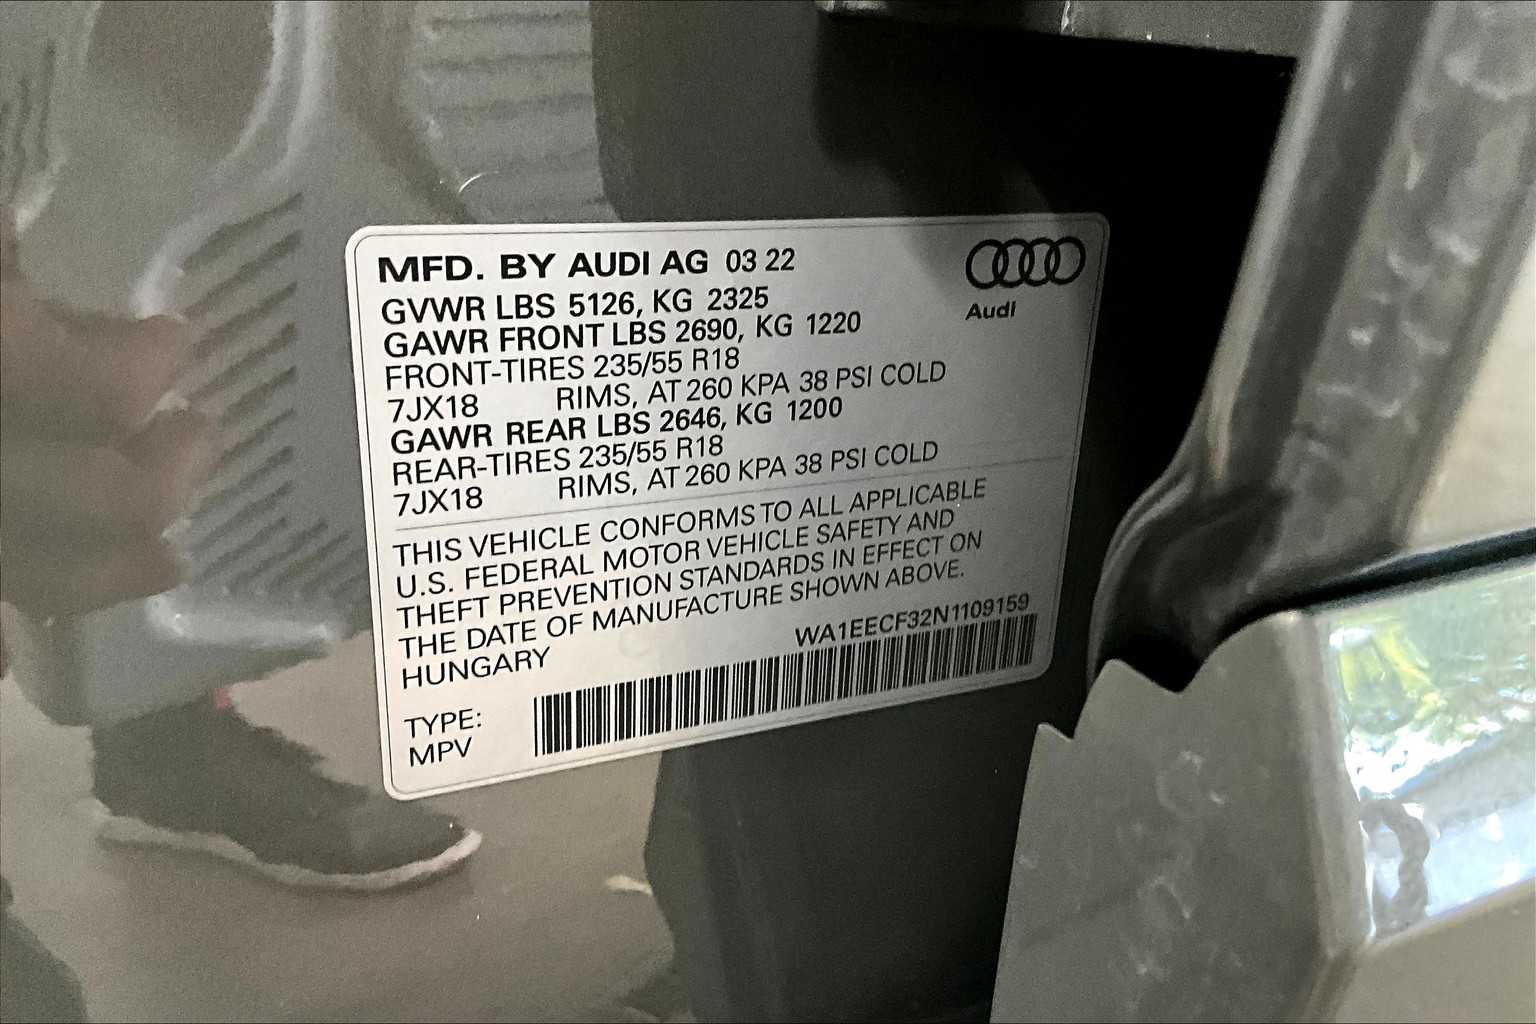 MFD. BY AUDI AG 03 22
GVWR LBS 5126, KG 2325
GAWR FRONT LBS 2690, KG 1220
FRONT-TIRES 235/55 R18
7JX18 RIMS, AT 260 KPA 38 PSI COLD
GAWR REAR LBS 2646, KG 1200
REAR-TIRES 235/55 R18
7JX18 RIMS, AT 260 KPA 38 PSI COLD
Audi
THIS VEHICLE CONFORMS TO ALL APPLICABLE
U.S. FEDERAL MOTOR VEHICLE SAFETY AND
THEFT PREVENTION STANDARDS IN EFFECT ON
THE DATE OF MANUFACTURE SHOWN ABOVE.
HUNGARY
WA1EECF32N1109159
TYPE:
MPV